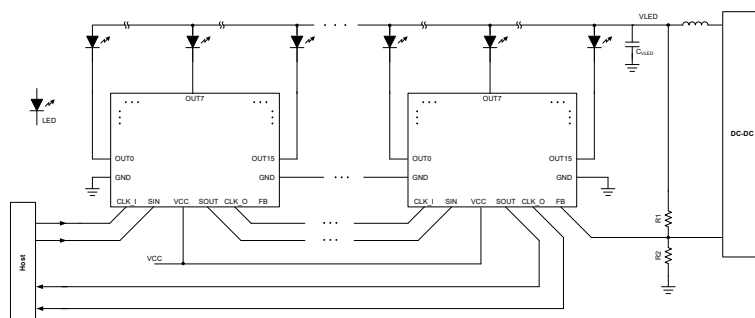 VLED
CVLED
DC-DC
LED
OUT7
OUT0
OUT15
GND
GND
CLK_I SIN VCC SOUT CLK_O FB
OUT7
OUT0
OUT15
GND
GND
CLK_I SIN VCC SOUT CLK_O FB
R1
R2
VCC
Host